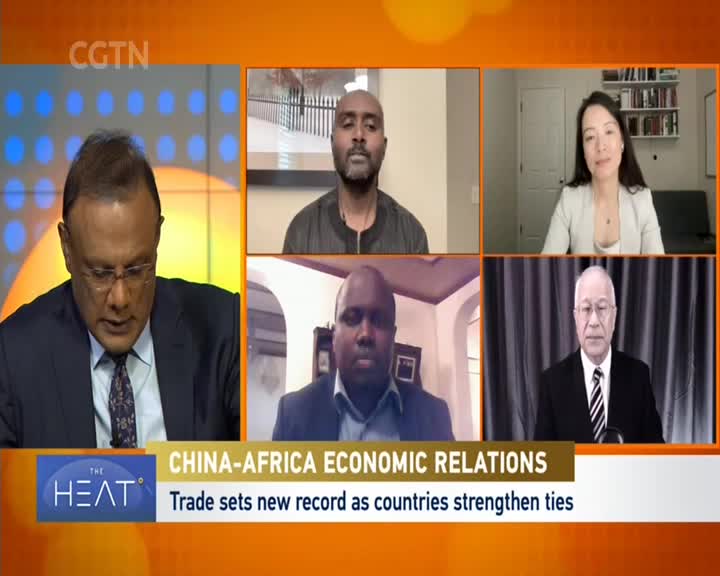 CGTN
CHINA-AFRICA ECONOMIC RELATIONS
THE
HEAT
Trade sets new record as countries strengthen ties